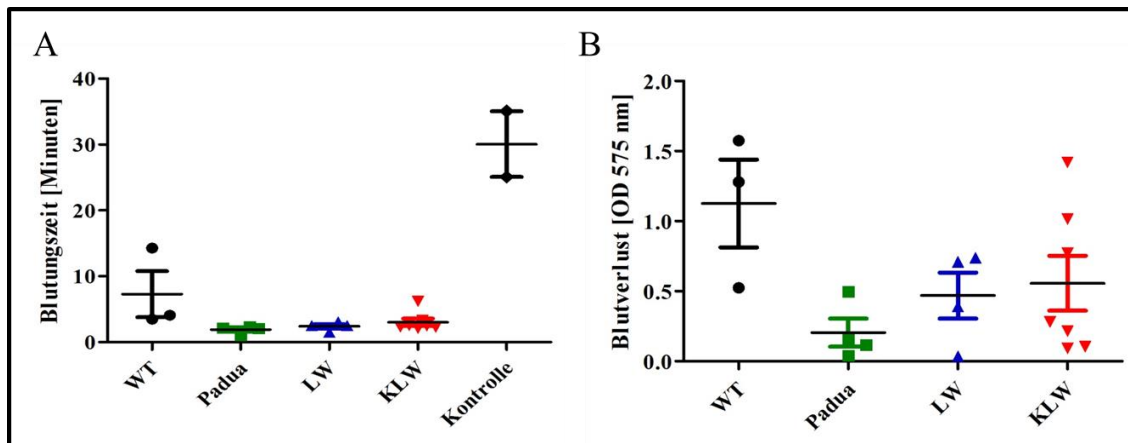 A
Blutungszeit [Minuten]
40
30
20
10
0
WT
Padua
LW
KLW
Kontrolle
B
Blutverlust [OD 575 nm]
2.0
1.5
1.0
0.5
0.0
WT
Padua
LW
KLW